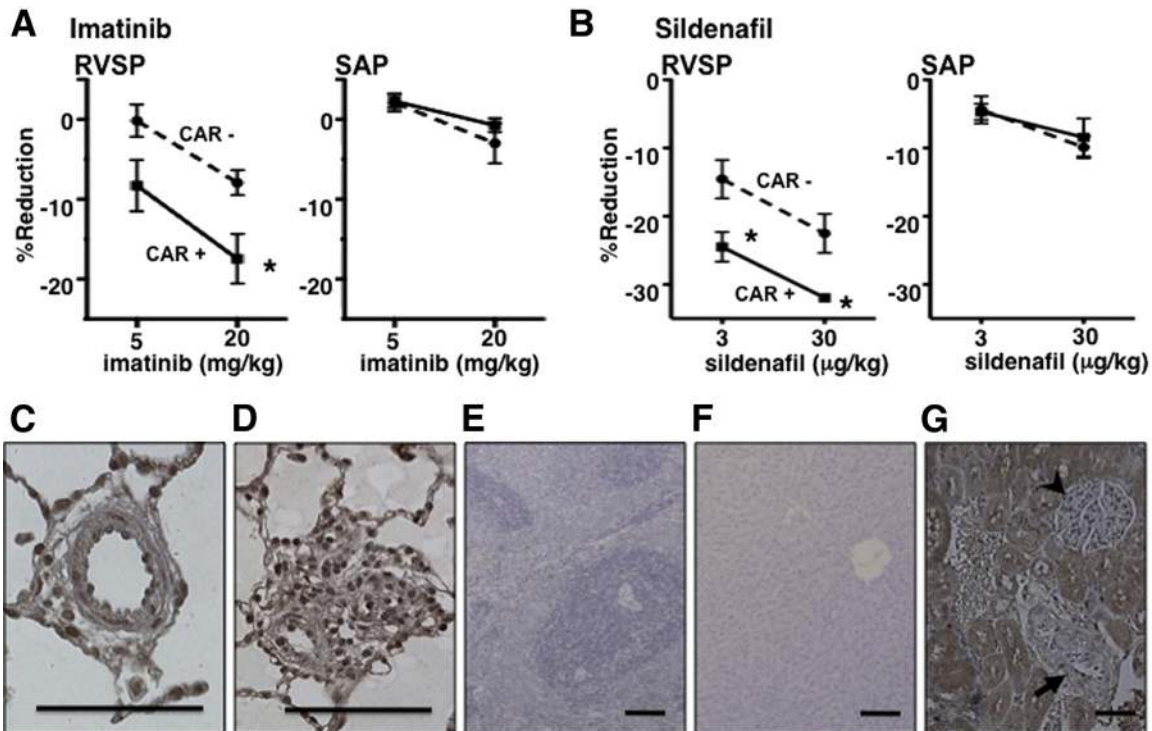 A Imatinib
RVSP
SAP
%Reduction
0
-10
-20
CAR -
CAR +
*
5 20
imatinib (mg/kg)
0
-10
-20
5 20
imatinib (mg/kg)
B Sildenafil
RVSP
SAP
%Reduction
0
-10
-20
-30
CAR -
*
CAR +
*
3 30
sildenafil (μg/kg)
0
-10
-20
-30
3 30
sildenafil (μg/kg)
C D E F G